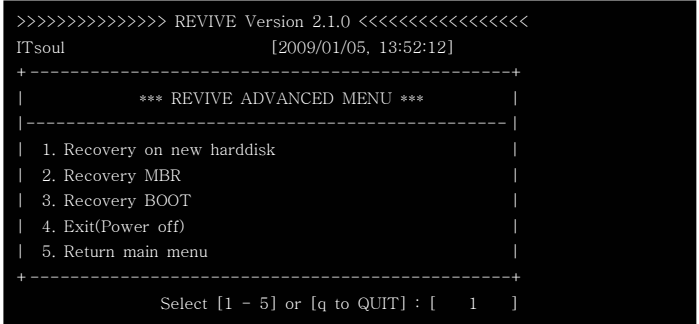 >>>>>>>>>>>>>>> REVIVE Version 2.1.0 <<<<<<<<<<<<<<<<<
ITsoul [2009/01/05, 13:52:12]
*** REVIVE ADVANCED MENU ***
1. Recovery on new harddisk
2. Recovery MBR
3. Recovery BOOT
4. Exit(Power off)
5. Return main menu
Select [1 - 5] or [q to QUIT] : [ 1 ]